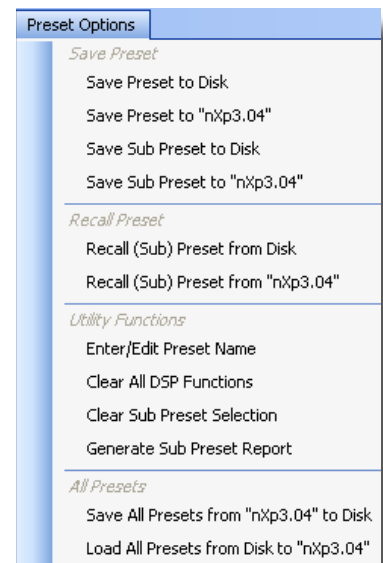 Preset Options
Save Preset
Save Preset to Disk
Save Preset to "nXp3.04"
Save Sub Preset to Disk
Save Sub Preset to "nXp3.04"
Recall Preset
Recall (Sub) Preset from Disk
Recall (Sub) Preset from "nXp3.04"
Utility Functions
Enter/Edit Preset Name
Clear All DSP Functions
Clear Sub Preset Selection
Generate Sub Preset Report
All Presets
Save All Presets from "nXp3.04" to Disk
Load All Presets from Disk to "nXp3.04"